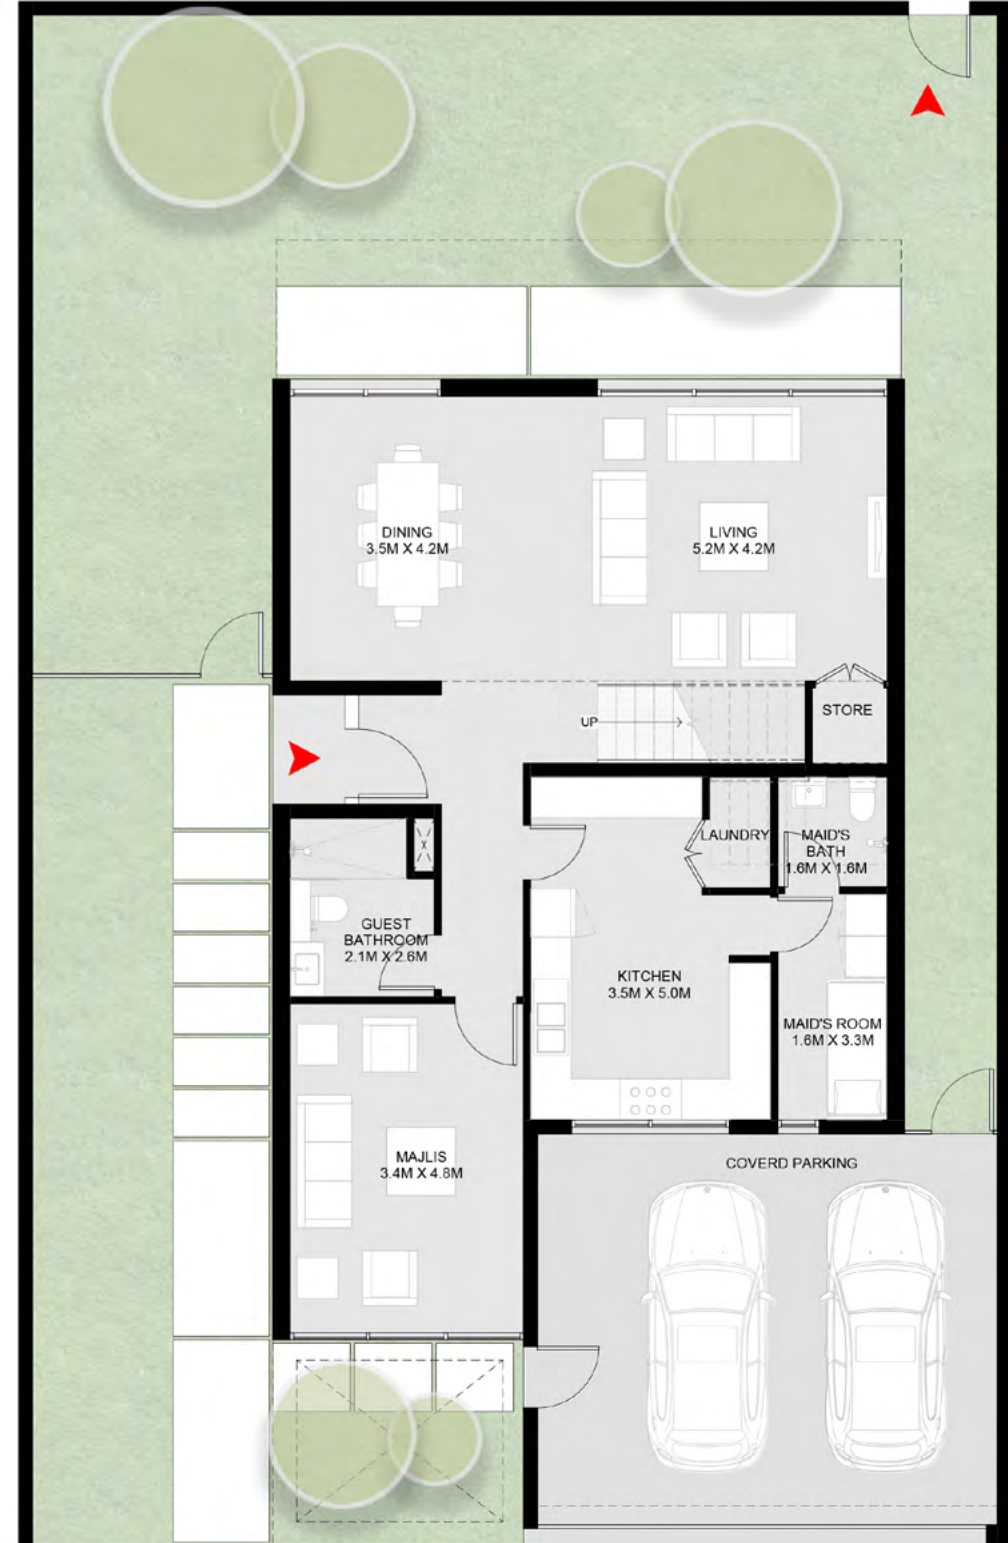 DINING
3.5M X 4.2M
LIVING
5.2M X 4.2M
STORE
UP
LAUNDRY
MAID'S
BATH
1.6M X 1.6M
GUEST
BATHROOM
2.1M X 2.6M
KITCHEN
3.5M X 5.0M
MAID'S ROOM
1.6M X 3.3M
MAJLIS
3.4M X 4.8M
COVERD PARKING